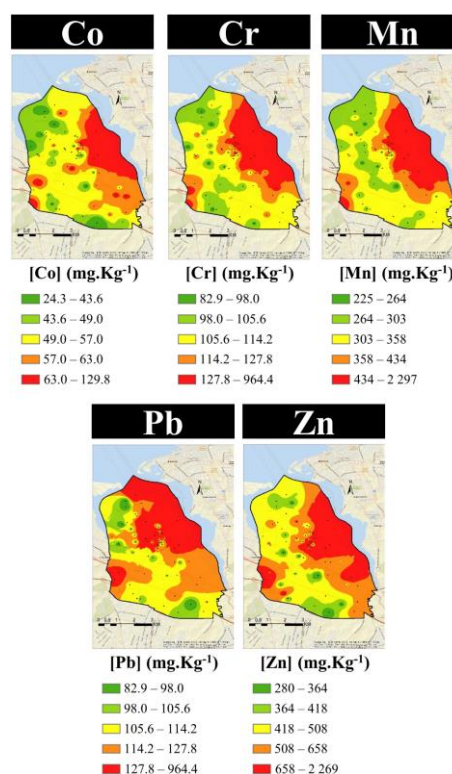 Co Cr Mn
[Co] (mg.Kg-1) [Cr] (mg.Kg-1) [Mn] (mg.Kg-1)
24.3 – 43.6 82.9 – 98.0 225 – 264
43.6 – 49.0 98.0 – 105.6 264 – 303
49.0 – 57.0 105.6 – 114.2 303 – 358
57.0 – 63.0 114.2 – 127.8 358 – 434
63.0 – 129.8 127.8 – 964.4 434 – 2 297
Pb Zn
[Pb] (mg.Kg-1) [Zn] (mg.Kg-1)
82.9 – 98.0 280 – 364
98.0 – 105.6 364 – 418
105.6 – 114.2 418 – 508
114.2 – 127.8 508 – 658
127.8 – 964.4 658 – 2 269